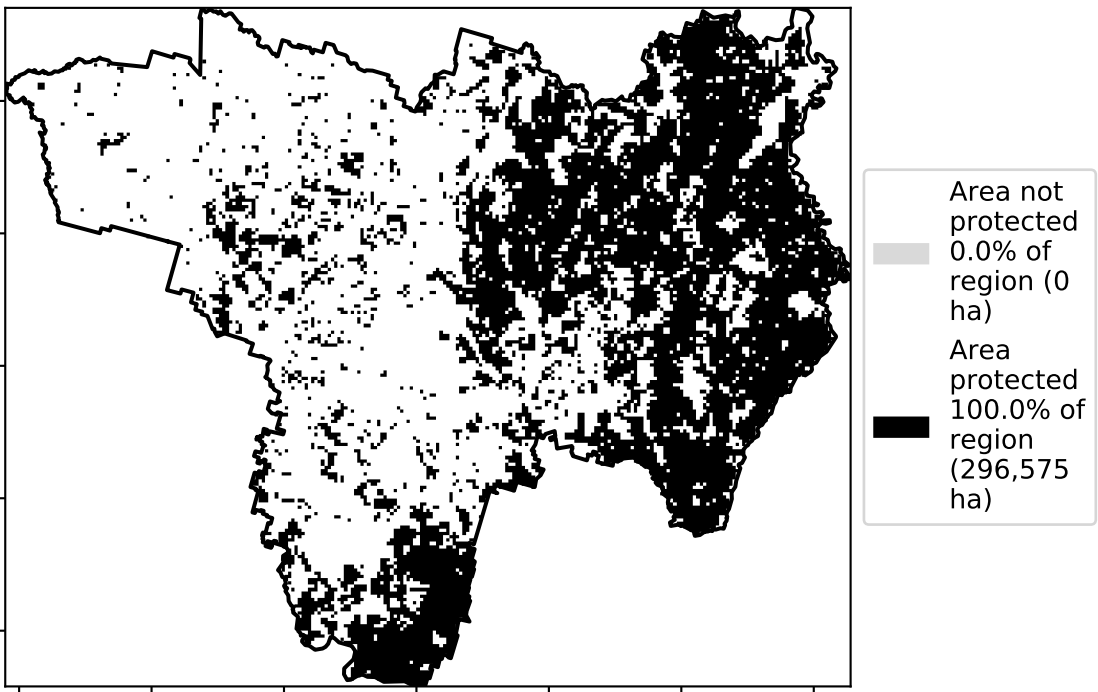 Area not
protected
0.0% of
region (0
ha)
Area
protected
100.0% of
region
(296,575
ha)